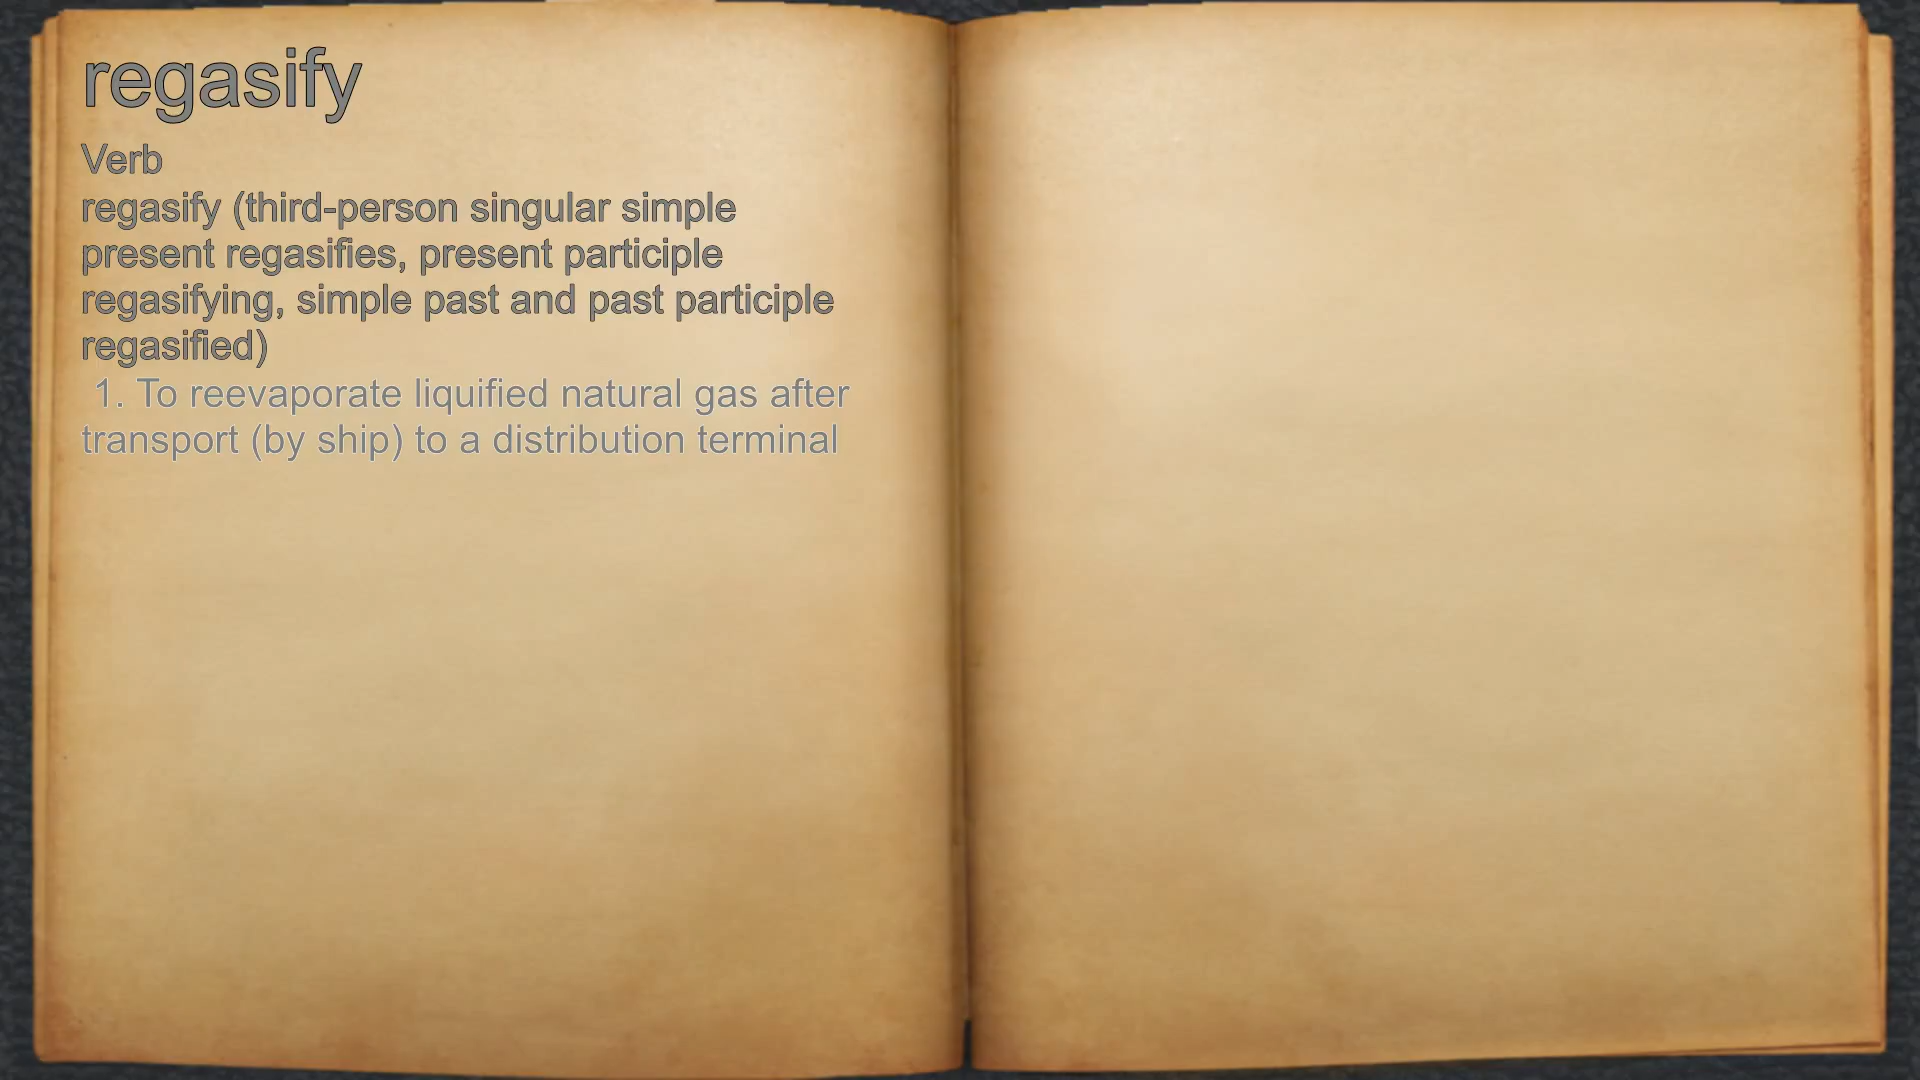 regasify
Verb
regasify (third-person singular simple
present regasifies, present participle
regasifying, simple past and past participle
regasified)
1. To reevaporate liquified natural gas after
transport (by ship) to a distribution terminal